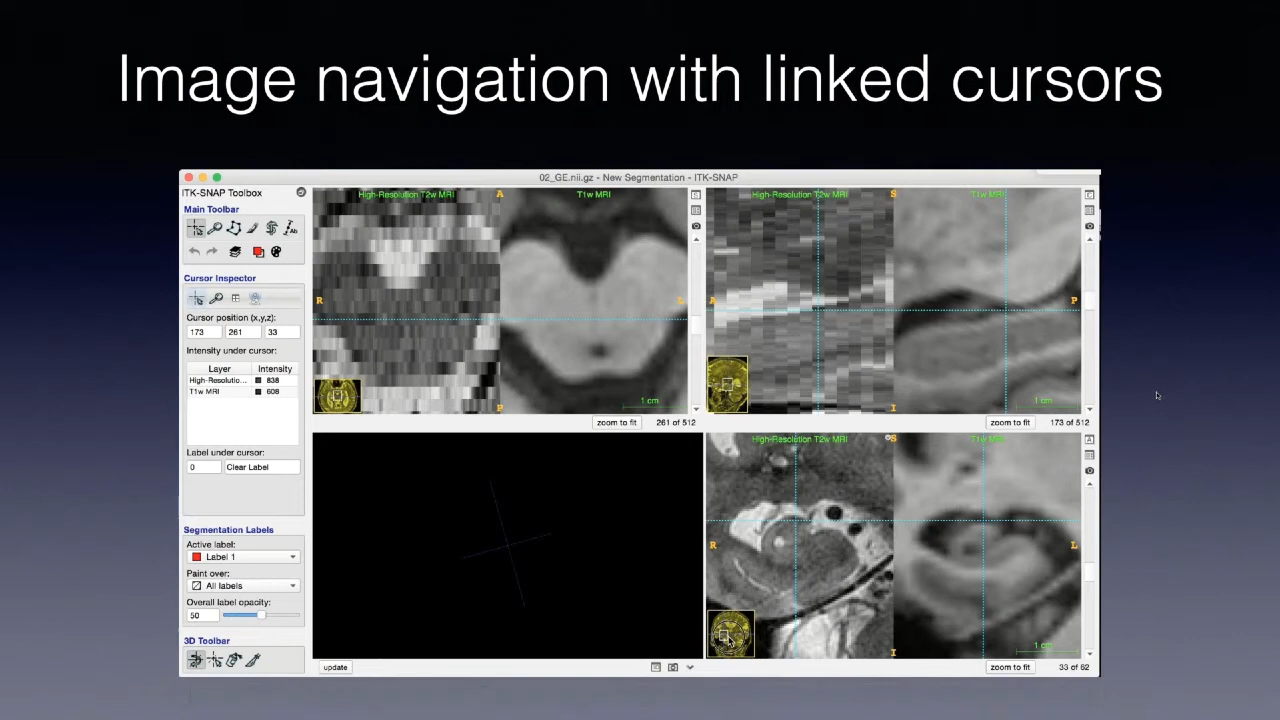 Image navigation with linked cursors
02_GE.nii.gz - New Segmentation - ITK-SNAP
ITK-SNAP Toolbox
Main Toolbar
Cursor Inspector
Cursor position (x,y,z):
173 261 33
Intensity under cursor:
Layer Intensity
High-Resolutio... 838
T1w MRI 608
Label under cursor:
0 Clear Label
Segmentation Labels
Active label:
Label 1
Paint over:
All labels
Overall label opacity:
50
3D Toolbar
High-Resolution T2w MRI A T1w MRI S
R L
P 1 cm
zoom to fit 261 of 512
High-Resolution T2w MRI S T1w MRI C
A P
I 1 cm
zoom to fit 173 of 512
update
High-Resolution T2w MRI S T1w MRI A
R L
I 1 cm
zoom to fit 33 of 62